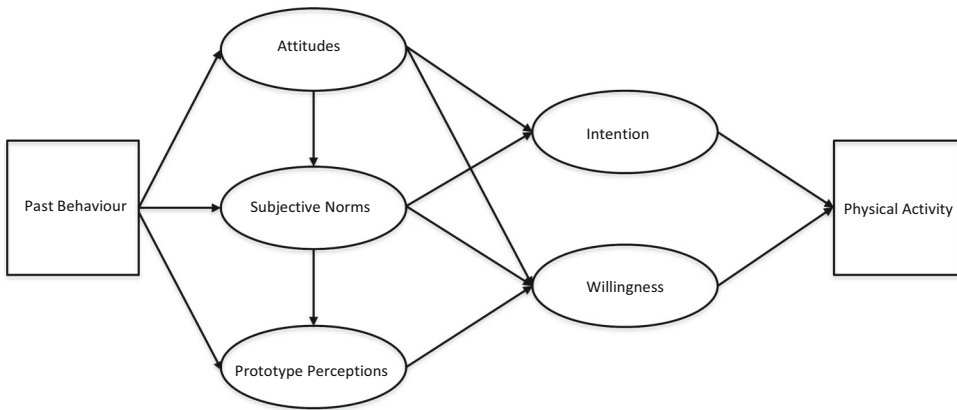 Attitudes
Intention
Past Behaviour
Subjective Norms
Physical Activity
Willingness
Prototype Perceptions